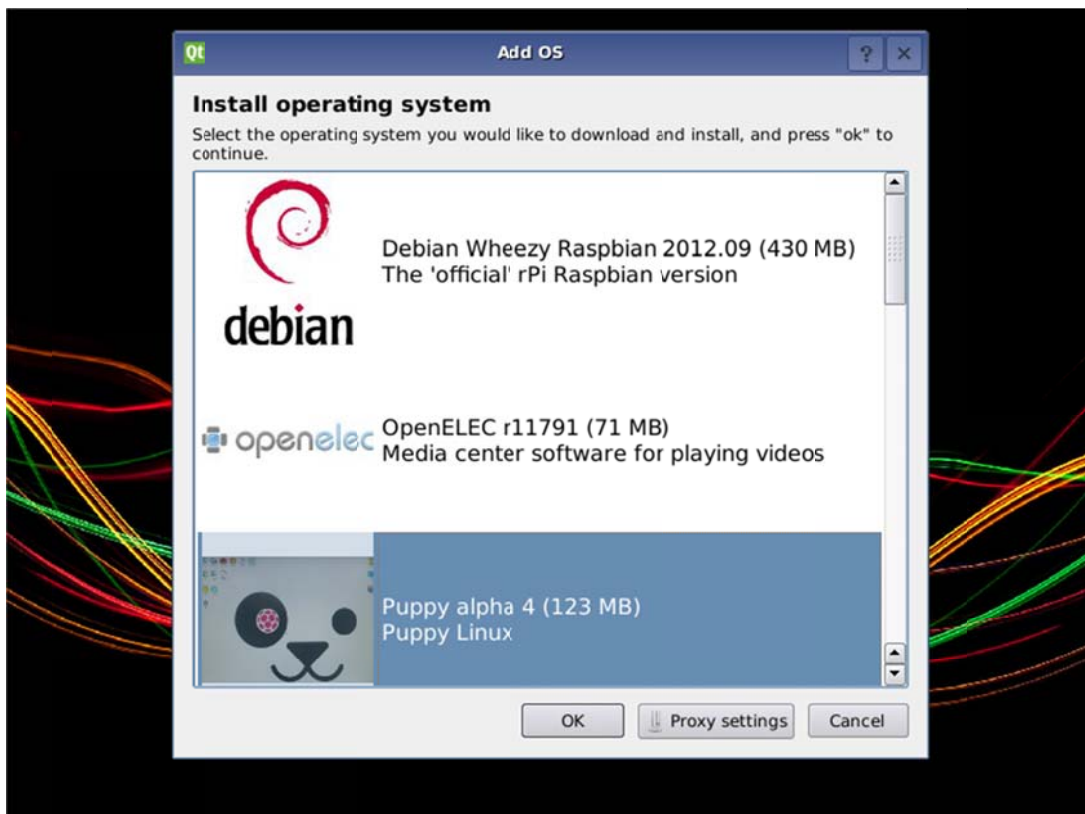 Qt
Add OS
?
Install operating system
Select the operating system you would like to download and install, and press "ok" to
continue.
debian
Debian Wheezy Raspbian 2012.09 (430 MB)
The 'official' rPi Raspbian version
openelec
OpenELEC r11791 (71 MB)
Media center software for playing videos
Puppy alpha 4 (123 MB)
Puppy Linux
OK
Proxy settings
Cancel